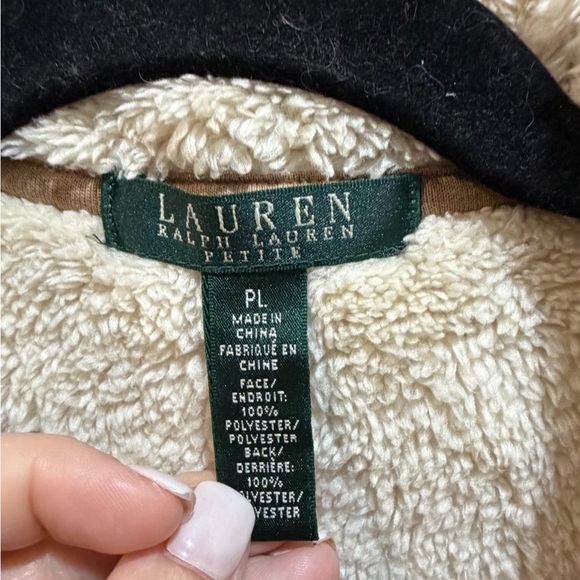 LAUREN
RALPH LAUREN
PETITE
PL
MADE IN
CHINA
FABRIQUÉ EN
CHINE
FACE/
ENDROIT:
100%
POLYESTER/
POLYESTER
BACK/
DERRIÈRE:
100%